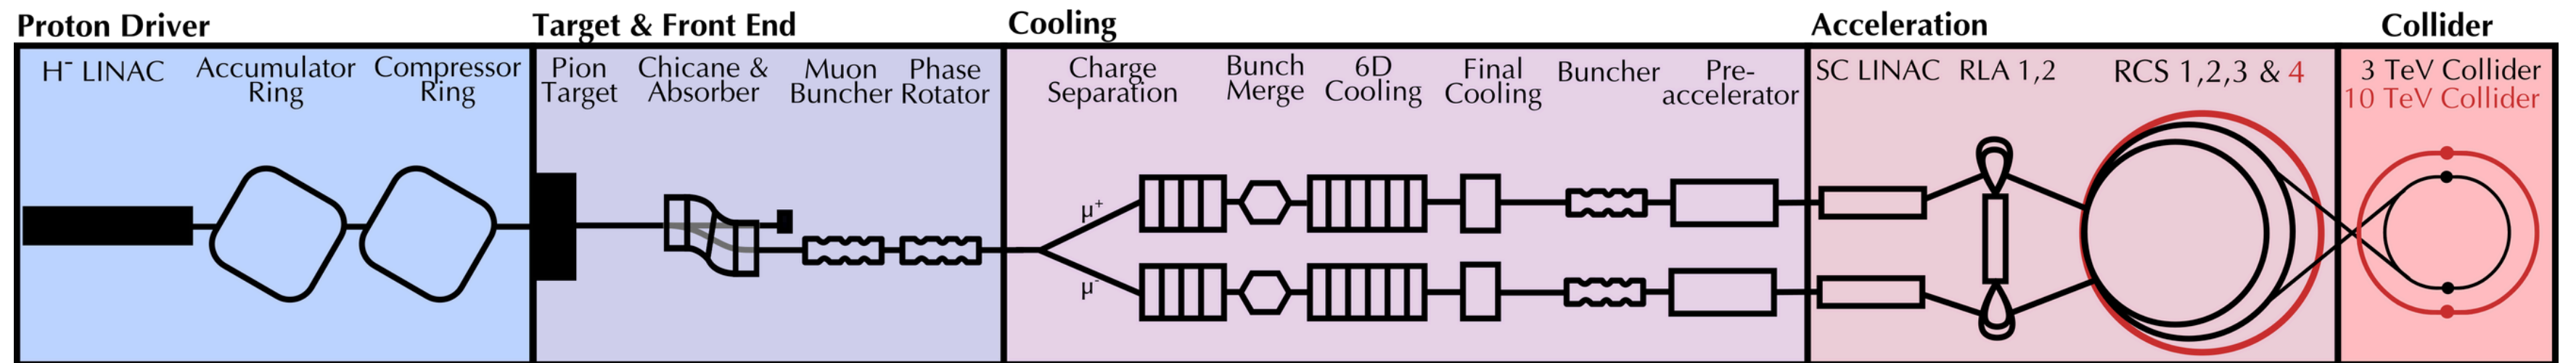 Proton Driver
H⁻ LINAC
Accumulator
Ring
Compressor
Ring
Target & Front End
Pion
Target
Chicane &
Absorber
Muon
Buncher
Phase
Rotator
Cooling
Charge
Separation
Bunch
Merge
6D
Cooling
Final
Cooling
Buncher
Pre-
accelerator
μ⁺
μ⁻
Acceleration
SC LINAC
RLA 1,2
RCS 1,2,3 & 4
Collider
3 TeV Collider
10 TeV Collider